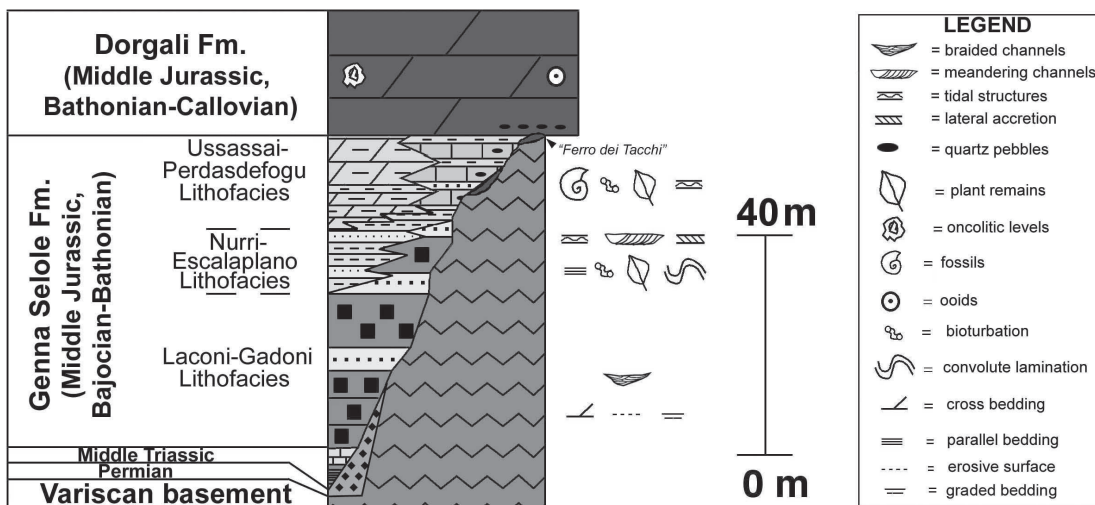 Dorgali Fm.
(Middle Jurassic,
Bathonian-Callovian)
Genna Selole Fm.
(Middle Jurassic,
Bajocian-Bathonian)
Ussassai-
Perdasdefogu
Lithofacies
Nurri-
Escalaplano
Lithofacies
Laconi-Gadoni
Lithofacies
Middle Triassic
Permian
Variscan basement
"Ferro dei Tacchi"
40 m
0 m
LEGEND
= braided channels
= meandering channels
= tidal structures
= lateral accretion
= quartz pebbles
= plant remains
= oncolitic levels
= fossils
= ooids
= bioturbation
= convolute lamination
= cross bedding
= parallel bedding
= erosive surface
= graded bedding